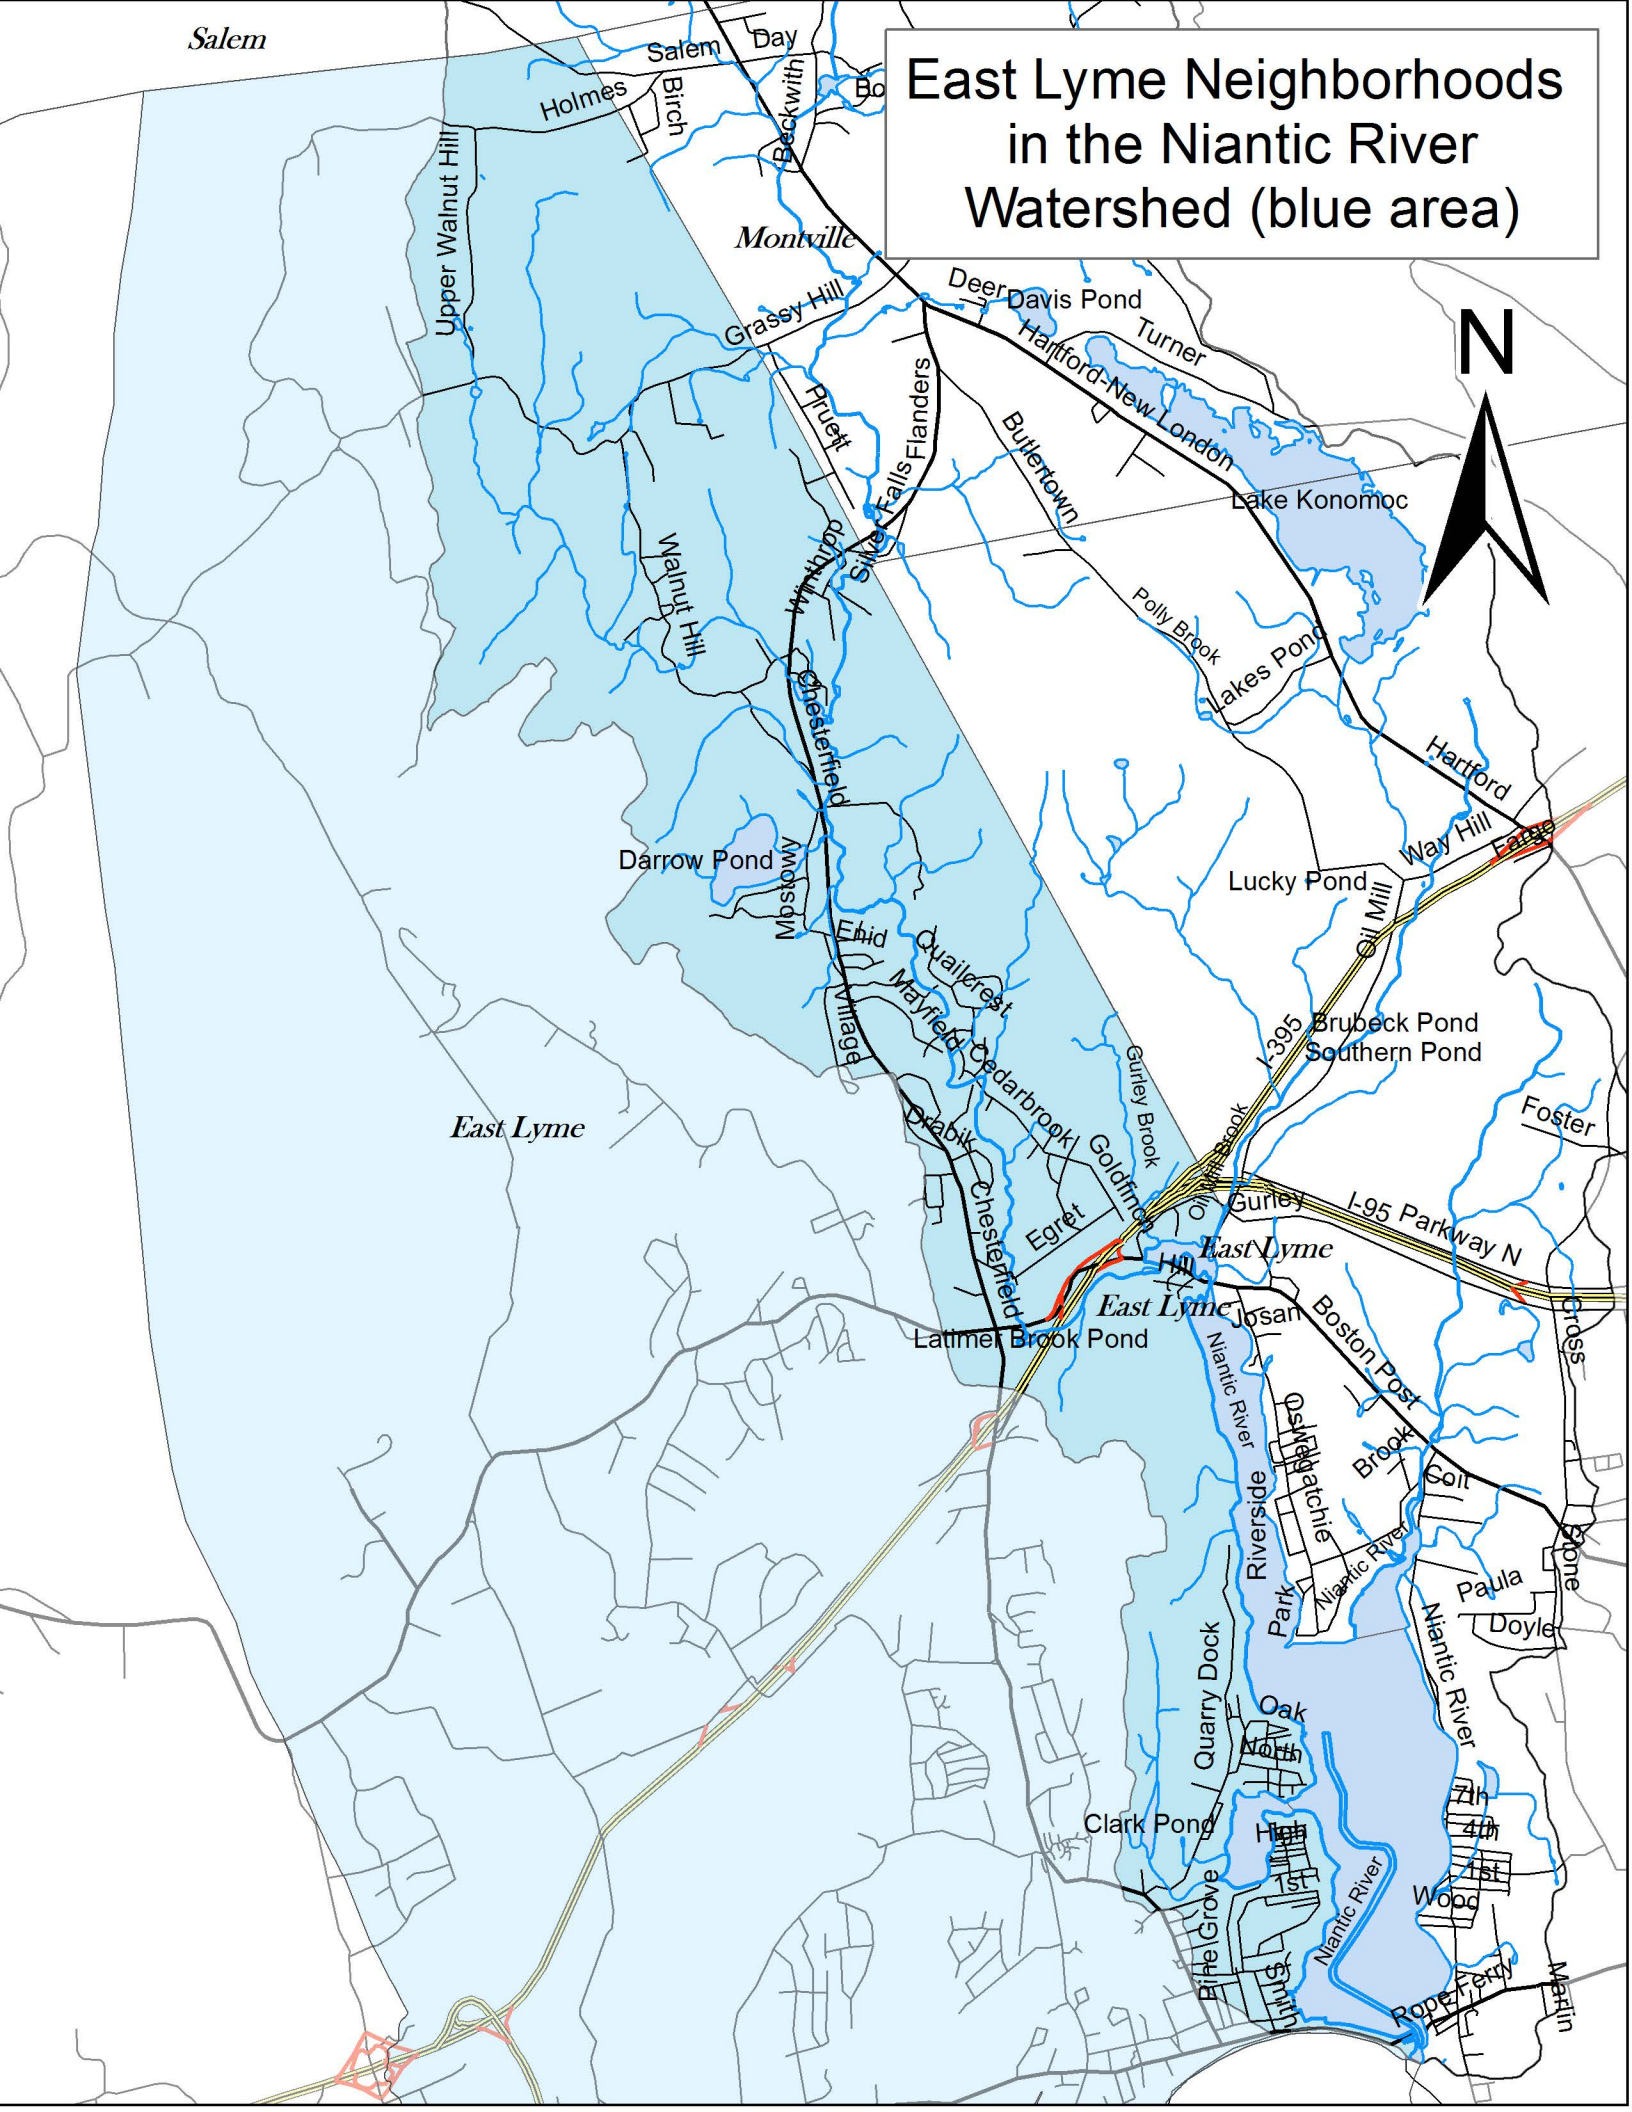 Salem
Salem
Day
Holmes
Birch
Beckwith
Bo
East Lyme Neighborhoods
in the Niantic River
Watershed (blue area)
Upper Walnut Hill
Montville
Grassy Hill
Deer
Davis Pond
Turner
Hartford-New London
N
Pruett
Flanders
Butlertown
Lake Konomoc
Silver Falls
Winthrop
Walnut Hill
Polly Brook
Lakes Pond
Chesterfield
Hartford
Way Hill
Fargo
Darrow Pond
Mostowy
Lucky Pond
Oil Mill
Enid
Quailcrest
Mayfield
Village
I-395
Brubeck Pond
Southern Pond
Cedarbrook
Gurley Brook
Foster
East Lyme
Drabik
Goldfinch
Oil Mill Brook
Chesterfield
Egret
Gurley
I-95
Parkway N
East Lyme
Hill
East Lyme
Josan
Latimer Brook Pond
Boston Post
Cross
Niantic River
Oswegatchie
Brook
Colt
Riverside
Niantic River
Stone
Park
Paula
Doyle
Niantic River
Quarry Dock
Oak
North
7th
Clark Pond
High
4th
1st
1st
Wood
Pine Grove
Niantic River
Smith
Rope Ferry
Marlin